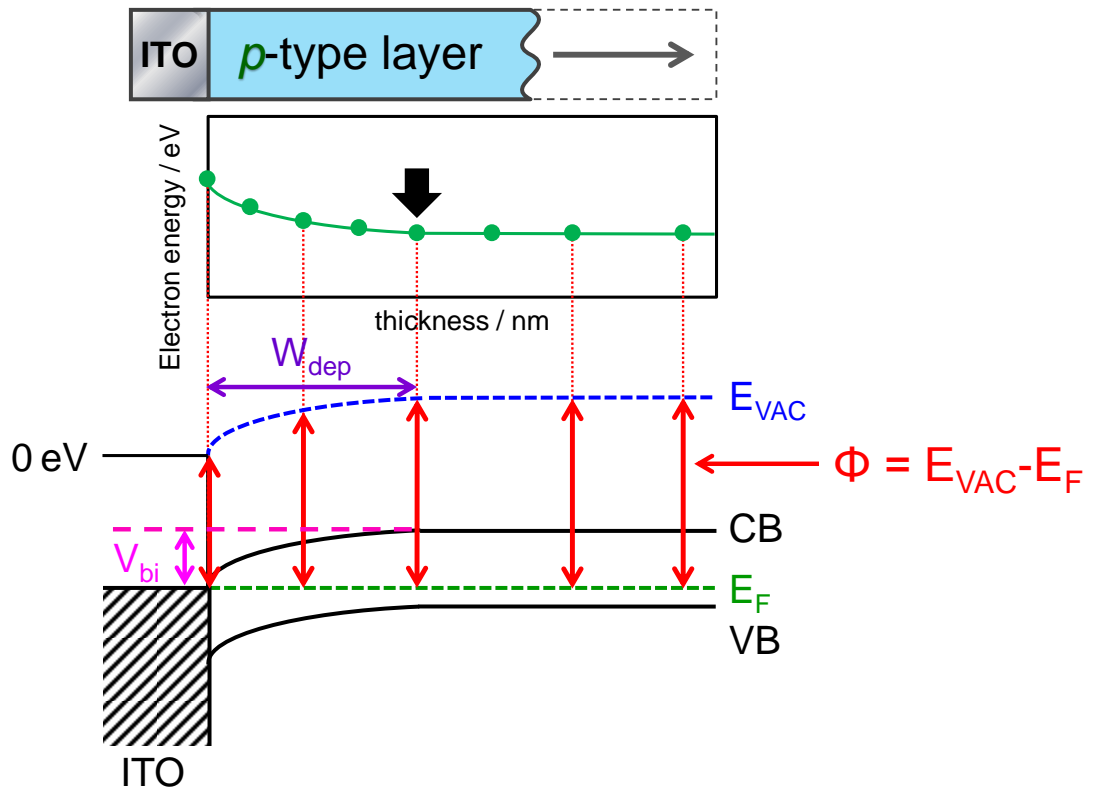 ITO
p-type layer
Electron energy / eV
thickness / nm
W_dep
E_VAC
0 eV
Φ = E_VAC-E_F
CB
V_bi
E_F
VB
ITO